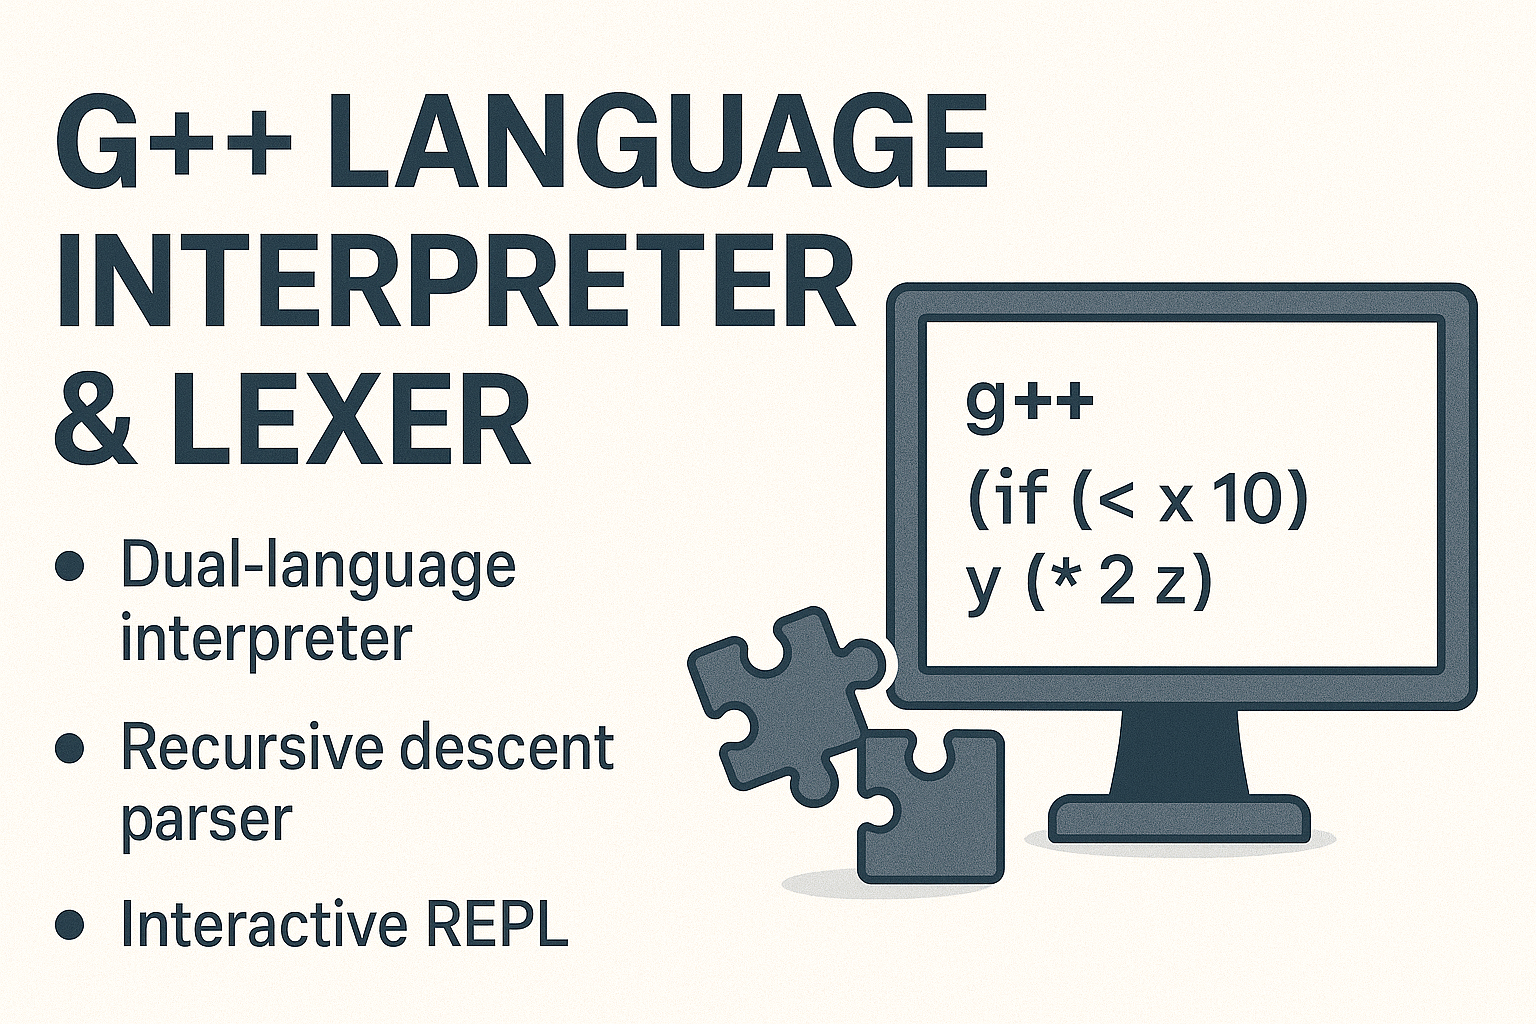 G++ LANGUAGE
INTERPRETER
& LEXER
• Dual-language
interpreter
• Recursive descent
parser
• Interactive REPL
g++
(if (< x 10)
y (* 2 z)